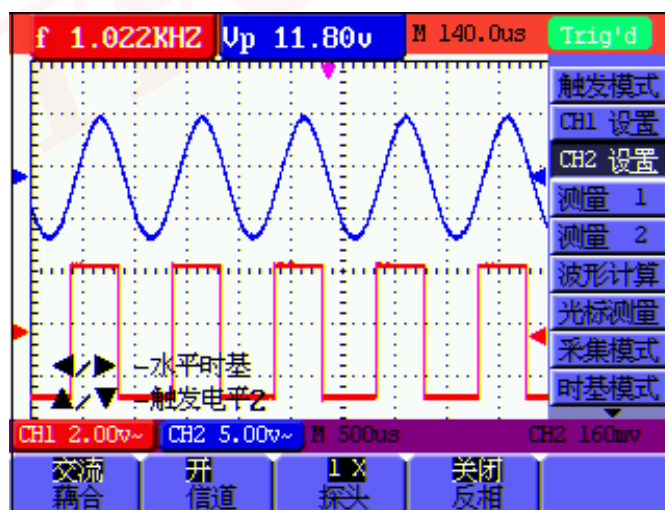 f 1.022KHZ Vp 11.80v M 140.0us Trig'd
触发模式
CH1 设置
CH2 设置
测量 1
测量 2
波形计算
光标测量
采集模式
时基模式
◀/▶ -水平时基
▲/▼ -触发电平2
CH1 2.00v~ CH2 5.00v~ M 500us CH2 160mv
交流 开 1 X 关闭
藕合 信道 探头 反相